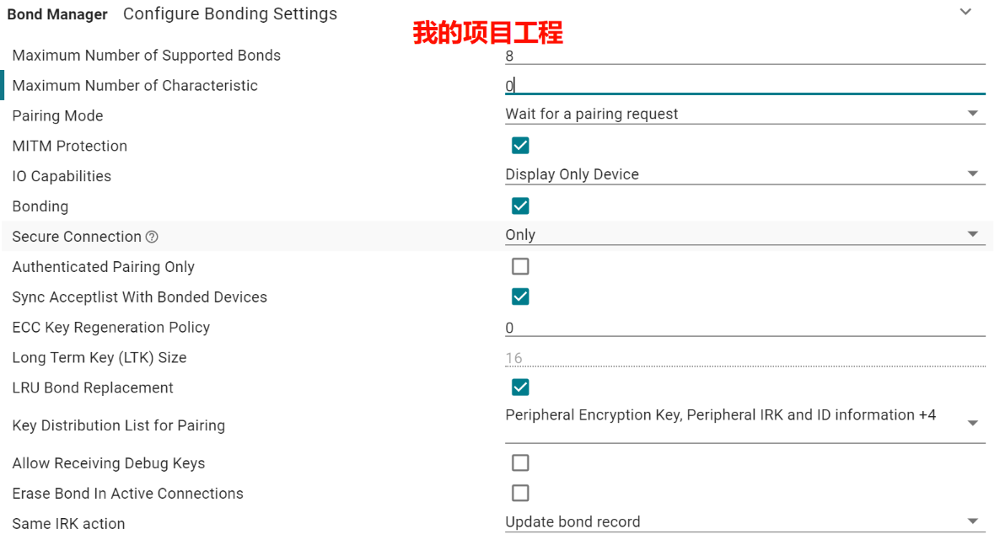 Bond Manager Configure Bonding Settings
我的项目工程
Maximum Number of Supported Bonds 8
Maximum Number of Characteristic 0
Pairing Mode Wait for a pairing request
MITM Protection
IO Capabilities Display Only Device
Bonding
Secure Connection Only
Authenticated Pairing Only
Sync Acceptlist With Bonded Devices
ECC Key Regeneration Policy 0
Long Term Key (LTK) Size 16
LRU Bond Replacement
Key Distribution List for Pairing Peripheral Encryption Key, Peripheral IRK and ID information +4
Allow Receiving Debug Keys
Erase Bond In Active Connections
Same IRK action Update bond record